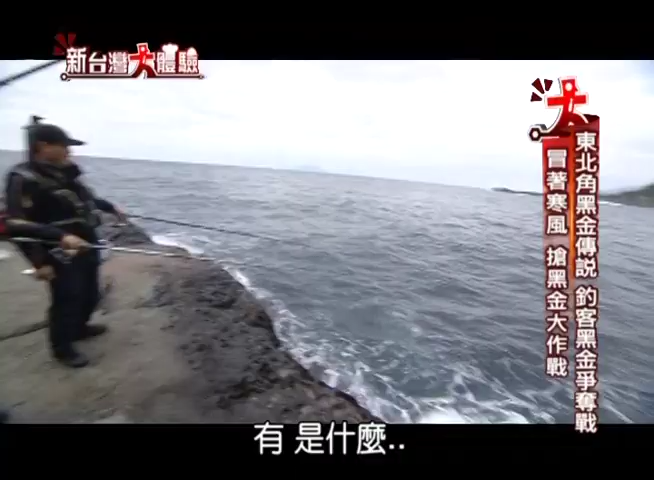 新台灣大體驗
大
東北角黑金傳説 釣客黑金爭奪戰
冒著寒風 搶黑金大作戰
有 是什麼..